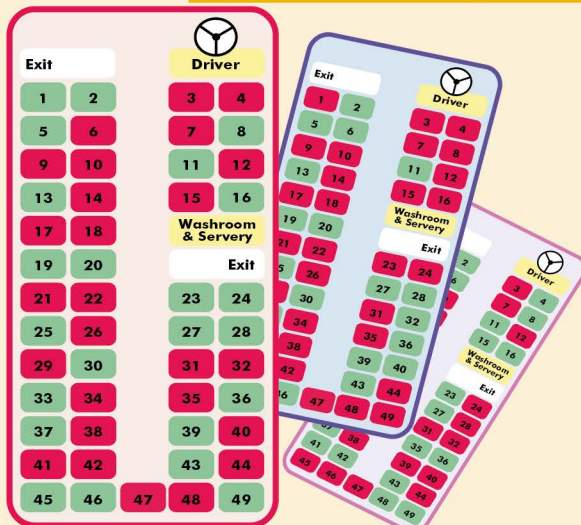 Exit
Driver
1 2 3 4
5 6 7 8
9 10 11 12
13 14 15 16
17 18 Washroom
& Servery
19 20 Exit
21 22 23 24
25 26 27 28
29 30 31 32
33 34 35 36
37 38 39 40
41 42 43 44
45 46 47 48 49
Exit
Driver
1 2 3 4
5 6 7 8
9 10 11 12
13 14 15 16
17 18 Washroom
& Servery
19 20 Exit
21 22 23 24
26 27 28
30 31 32
34 35 36
38 39 40
42 43 44
47 48 49
Driver
2 3 4
7 8
11 12
15 16
Washroom
& Servery
Exit
23 24
27 28
31 32
35 36
38 39 40
41 42 43 44
45 46 47 48 49